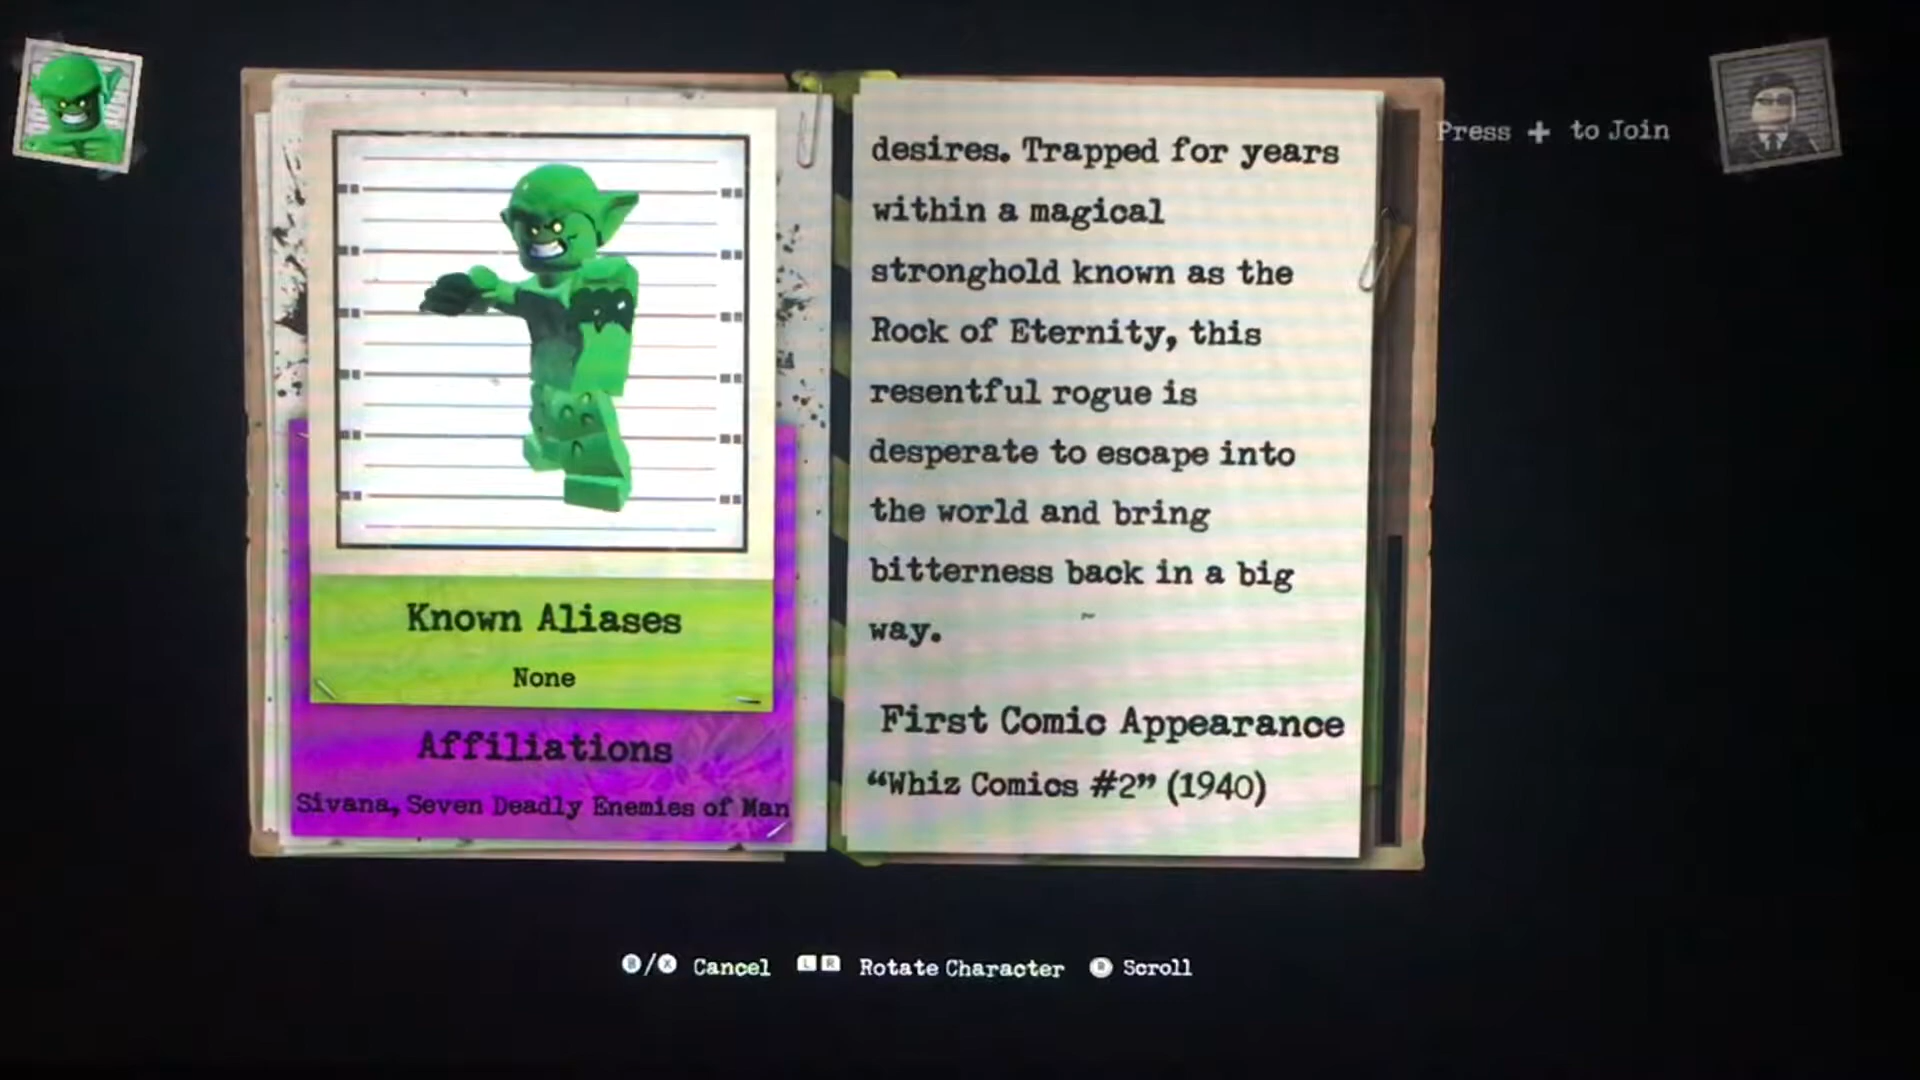 Press + to Join
Known Aliases
None
Affiliations
Sivana, Seven Deadly Enemies of Man
desires. Trapped for years
within a magical
stronghold known as the
Rock of Eternity, this
resentful rogue is
desperate to escape into
the world and bring
bitterness back in a big
way.
First Comic Appearance
“Whiz Comics #2” (1940)
B/X Cancel L R Rotate Character R Scroll